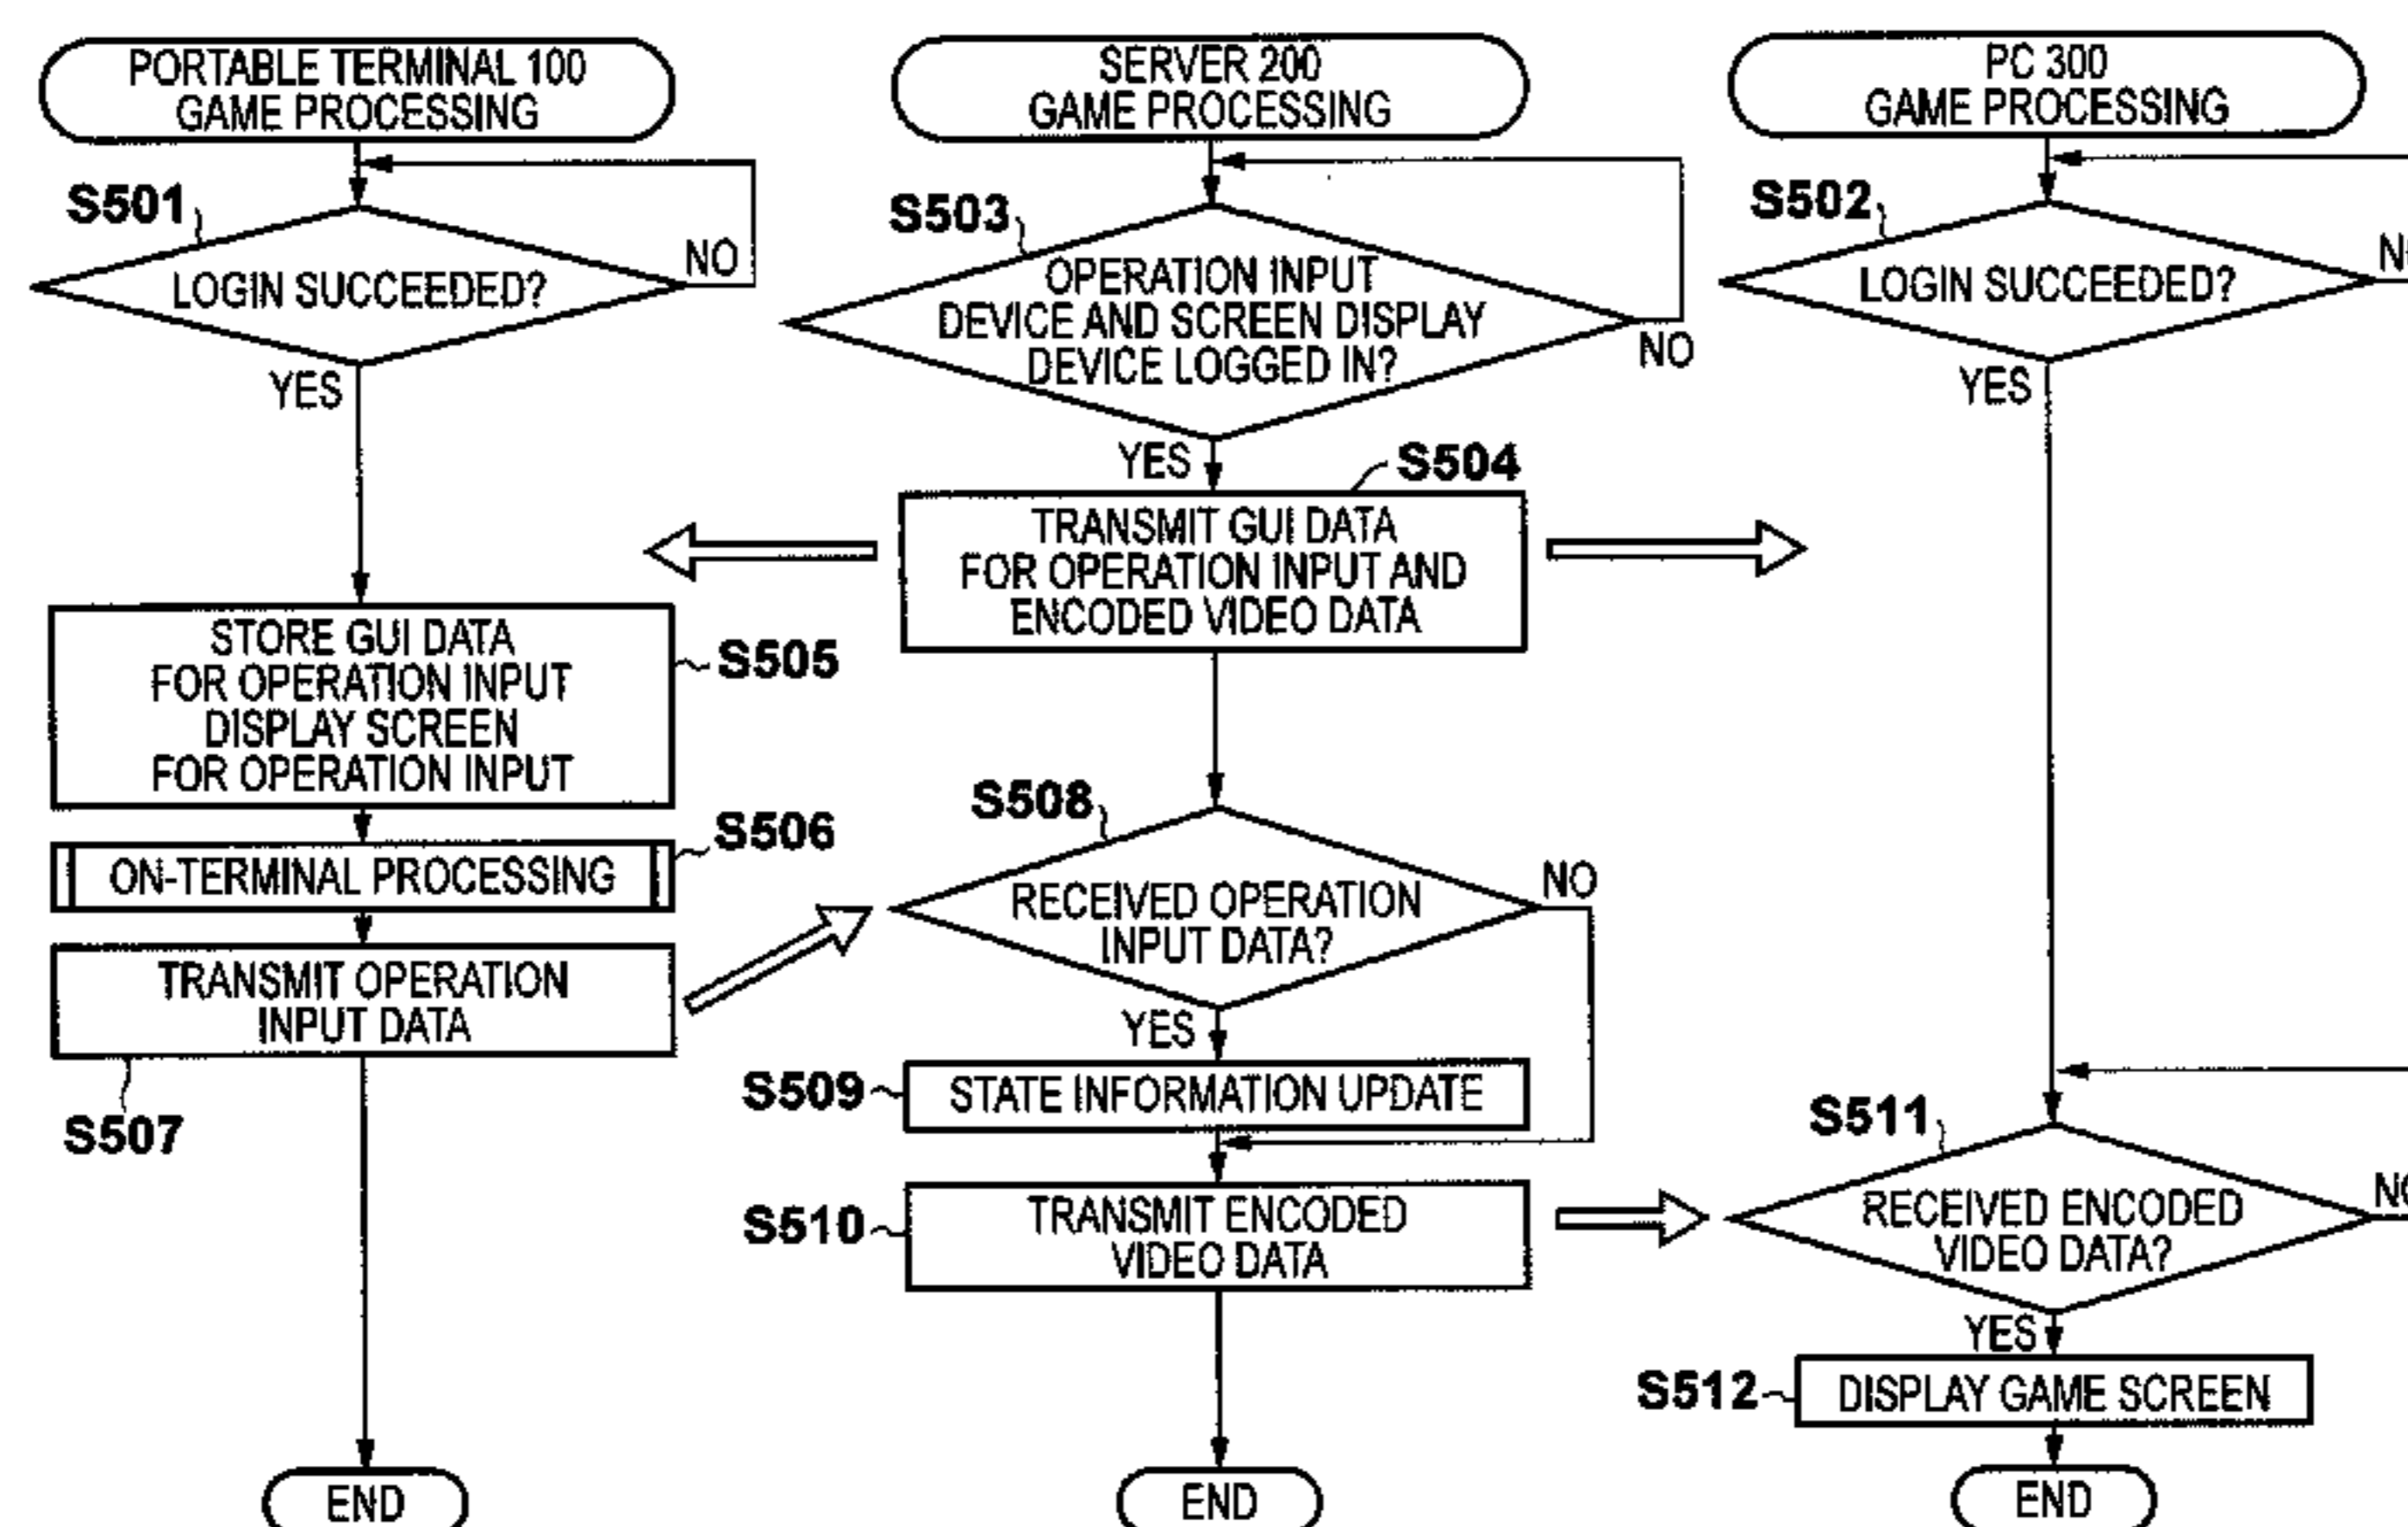 PORTABLE TERMINAL 100
GAME PROCESSING
S501
LOGIN SUCCEEDED?
NO
YES
STORE GUI DATA
FOR OPERATION INPUT
DISPLAY SCREEN
FOR OPERATION INPUT
S505
ON-TERMINAL PROCESSING
S506
TRANSMIT OPERATION
INPUT DATA
S507
END
SERVER 200
GAME PROCESSING
S503
OPERATION INPUT
DEVICE AND SCREEN DISPLAY
DEVICE LOGGED IN?
NO
YES
S504
TRANSMIT GUI DATA
FOR OPERATION INPUT AND
ENCODED VIDEO DATA
S508
RECEIVED OPERATION
INPUT DATA?
NO
YES
S509
STATE INFORMATION UPDATE
S510
TRANSMIT ENCODED
VIDEO DATA
END
PC 300
GAME PROCESSING
S502
LOGIN SUCCEEDED?
NO
YES
S511
RECEIVED ENCODED
VIDEO DATA?
NO
YES
S512
DISPLAY GAME SCREEN
END